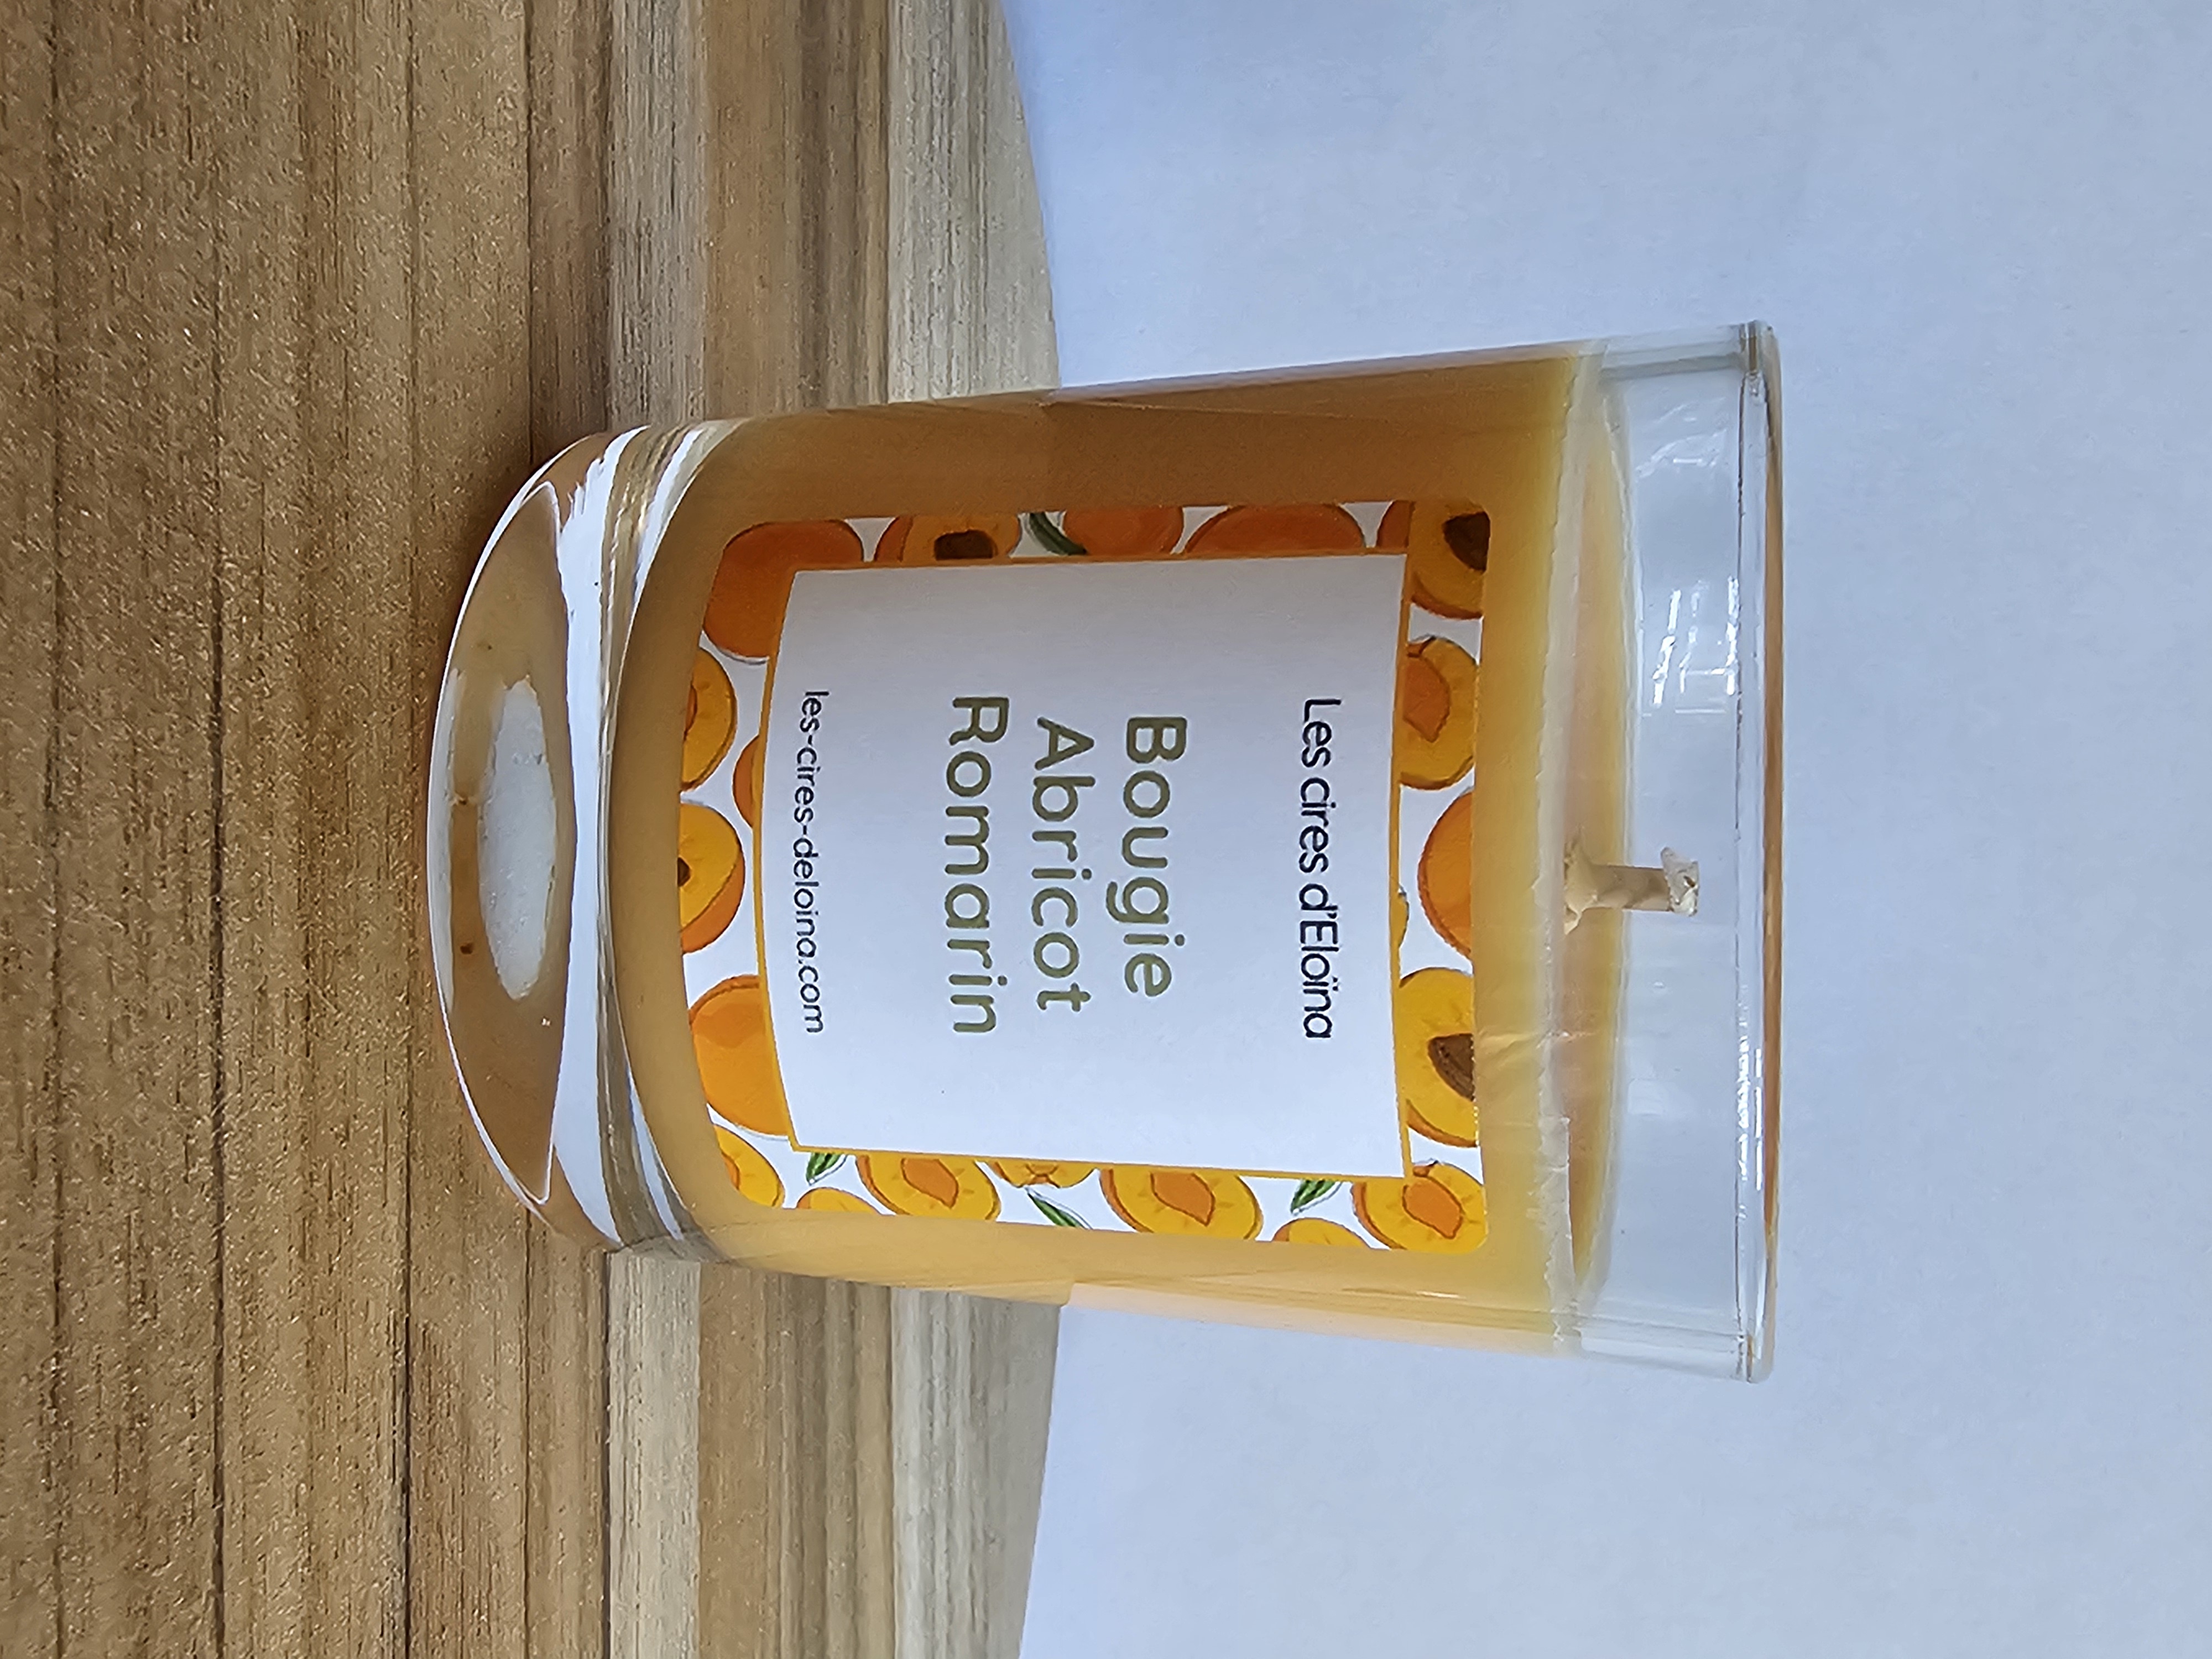 Les cires d'Eloïna
Bougie
Abricot
Romarin
les-cires-deloina.com